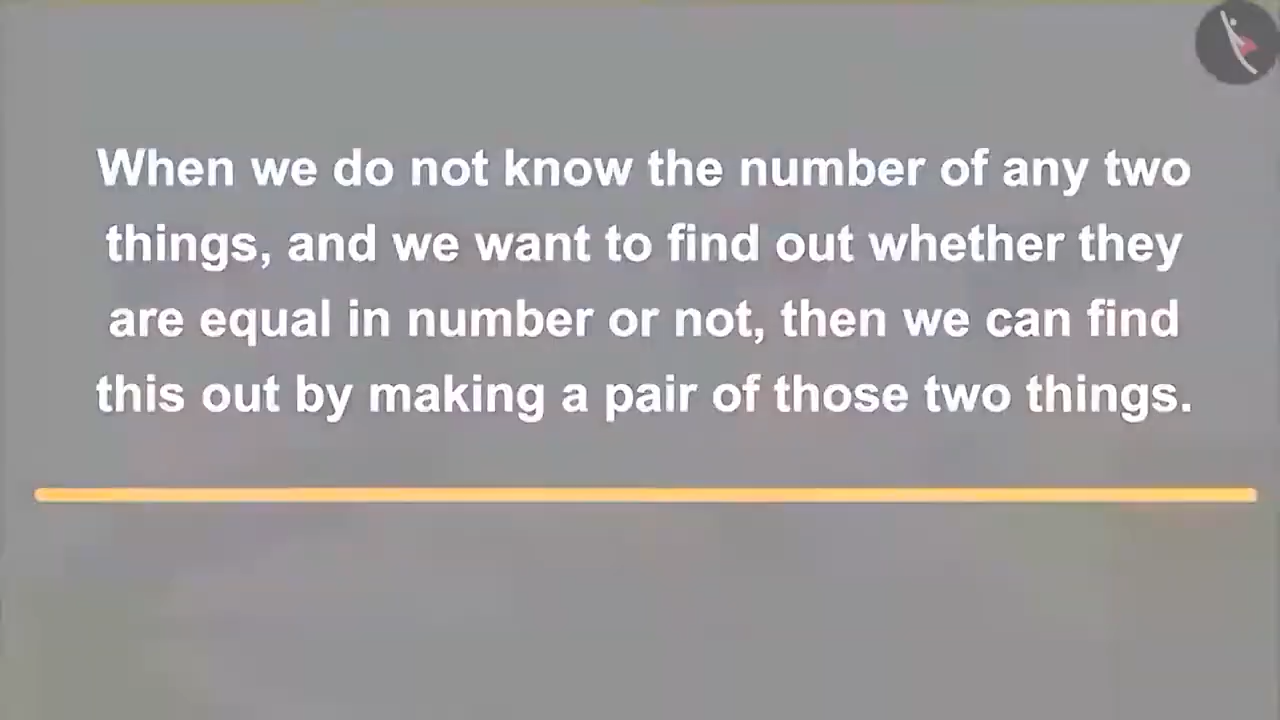 When we do not know the number of any two
things, and we want to find out whether they
are equal in number or not, then we can find
this out by making a pair of those two things.